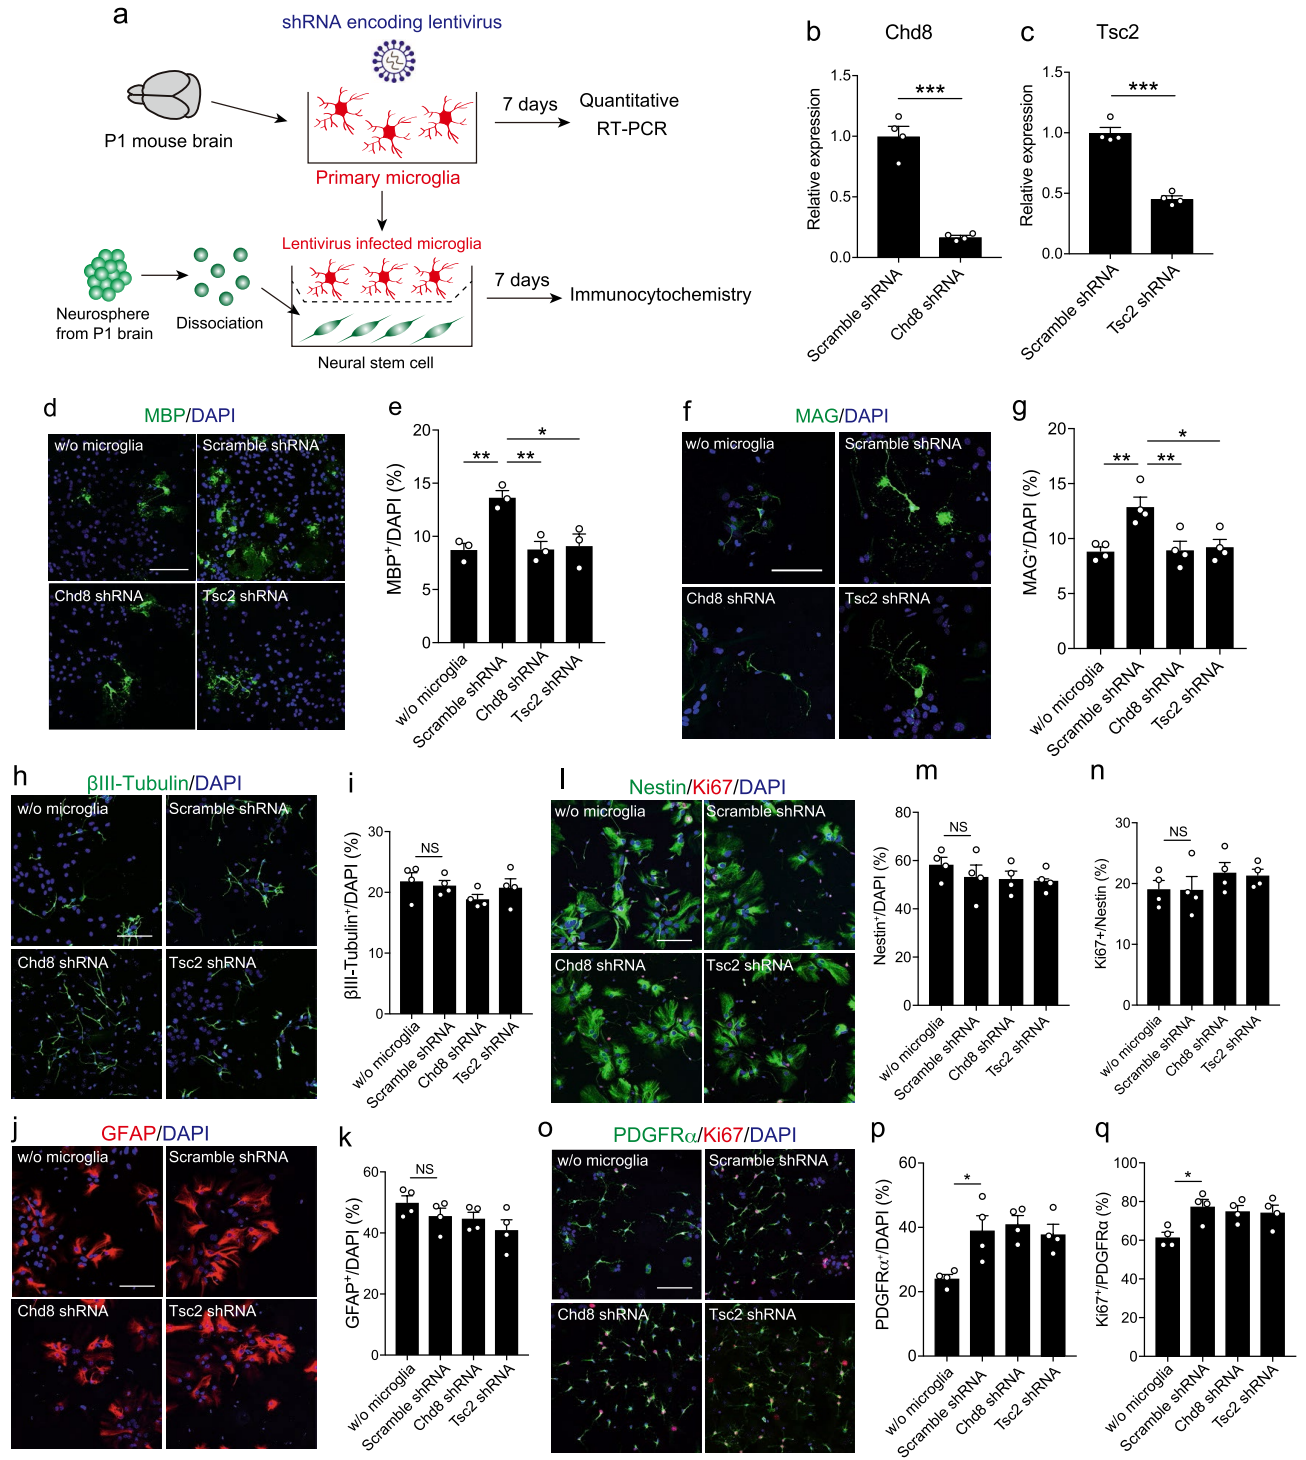 a
shRNA encoding lentivirus
P1 mouse brain
7 days
Quantitative
RT-PCR
Primary microglia
Lentivirus infected microglia
Neurosphere
from P1 brain
Dissociation
7 days
Immunocytochemistry
Neural stem cell
b
Chd8
Relative expression
1.5
1.0
0.5
0.0
***
Scramble shRNA
Chd8 shRNA
c
Tsc2
Relative expression
1.5
1.0
0.5
0.0
***
Scramble shRNA
Tsc2 shRNA
d
MBP/DAPI
w/o microglia
Scramble shRNA
Chd8 shRNA
Tsc2 shRNA
e
MBP⁺/DAPI (%)
20
15
10
5
0
*
**
**
w/o microglia
Scramble shRNA
Chd8 shRNA
Tsc2 shRNA
f
MAG/DAPI
w/o microglia
Scramble shRNA
Chd8 shRNA
Tsc2 shRNA
g
MAG⁺/DAPI (%)
20
15
10
5
0
*
**
**
w/o microglia
Scramble shRNA
Chd8 shRNA
Tsc2 shRNA
h
βIII-Tubulin/DAPI
w/o microglia
Scramble shRNA
Chd8 shRNA
Tsc2 shRNA
i
βIII-Tubulin⁺/DAPI (%)
30
20
10
0
NS
w/o microglia
Scramble shRNA
Chd8 shRNA
Tsc2 shRNA
l
Nestin/Ki67/DAPI
w/o microglia
Scramble shRNA
Chd8 shRNA
Tsc2 shRNA
m
Nestin⁺/DAPI (%)
80
60
40
20
0
NS
w/o microglia
Scramble shRNA
Chd8 shRNA
Tsc2 shRNA
n
Ki67+/Nestin (%)
30
20
10
0
NS
w/o microglia
Scramble shRNA
Chd8 shRNA
Tsc2 shRNA
j
GFAP/DAPI
w/o microglia
Scramble shRNA
Chd8 shRNA
Tsc2 shRNA
k
GFAP⁺/DAPI (%)
60
40
20
0
NS
w/o microglia
Scramble shRNA
Chd8 shRNA
Tsc2 shRNA
o
PDGFRα/Ki67/DAPI
w/o microglia
Scramble shRNA
Chd8 shRNA
Tsc2 shRNA
p
PDGFRα⁺/DAPI (%)
60
40
20
0
*
w/o microglia
Scramble shRNA
Chd8 shRNA
Tsc2 shRNA
q
Ki67⁺/PDGFRα (%)
100
80
60
40
20
0
*
w/o microglia
Scramble shRNA
Chd8 shRNA
Tsc2 shRNA